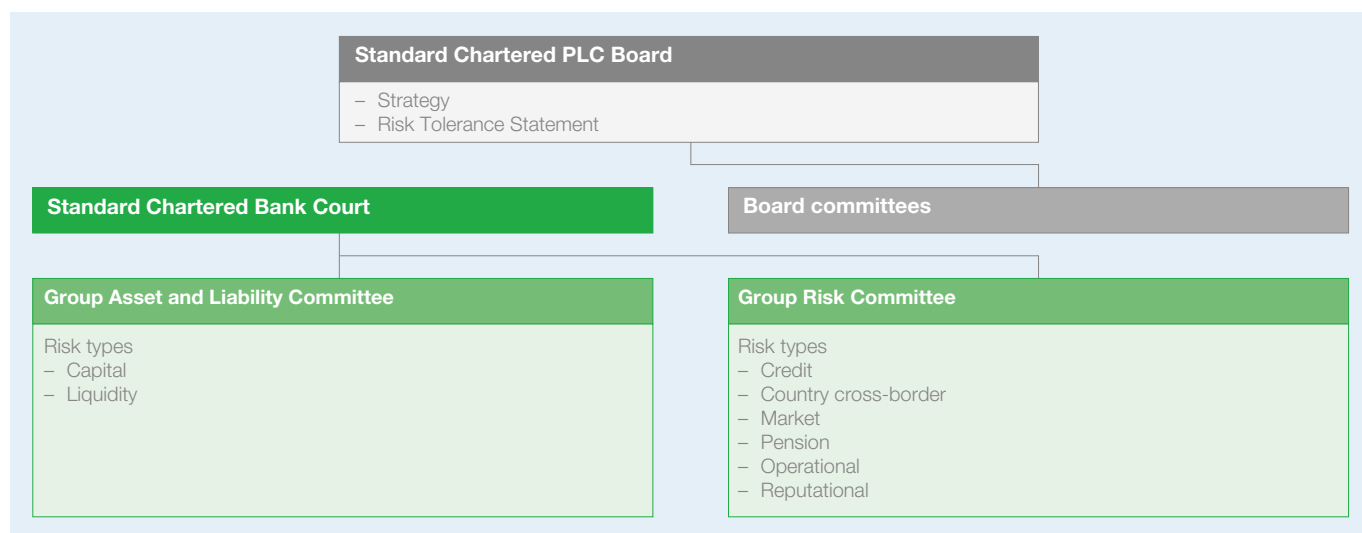 Standard Chartered PLC Board
– Strategy
– Risk Tolerance Statement
Standard Chartered Bank Court
Board committees
Group Asset and Liability Committee
Risk types
– Capital
– Liquidity
Group Risk Committee
Risk types
– Credit
– Country cross-border
– Market
– Pension
– Operational
– Reputational